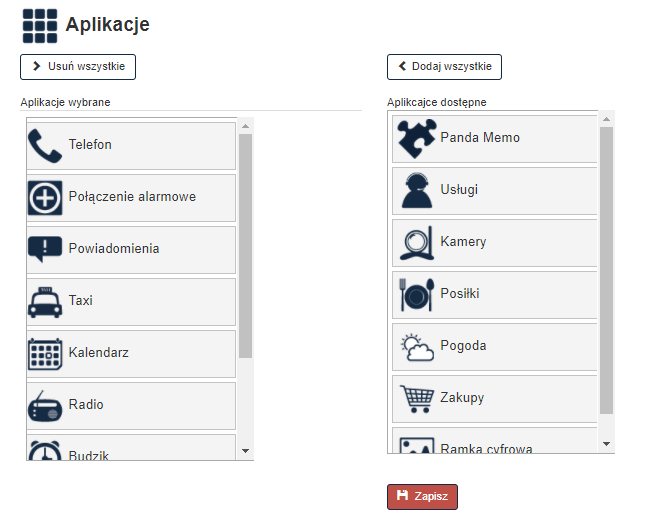 Aplikacje
Usuń wszystkie
Aplikacje wybrane
Telefon
Połączenie alarmowe
Powiadomienia
Taxi
Kalendarz
Radio
Budzik
Dodaj wszystkie
Aplikcajce dostępne
Panda Memo
Usługi
Kamery
Posiłki
Pogoda
Zakupy
Ramka cyfrowa
Zapisz